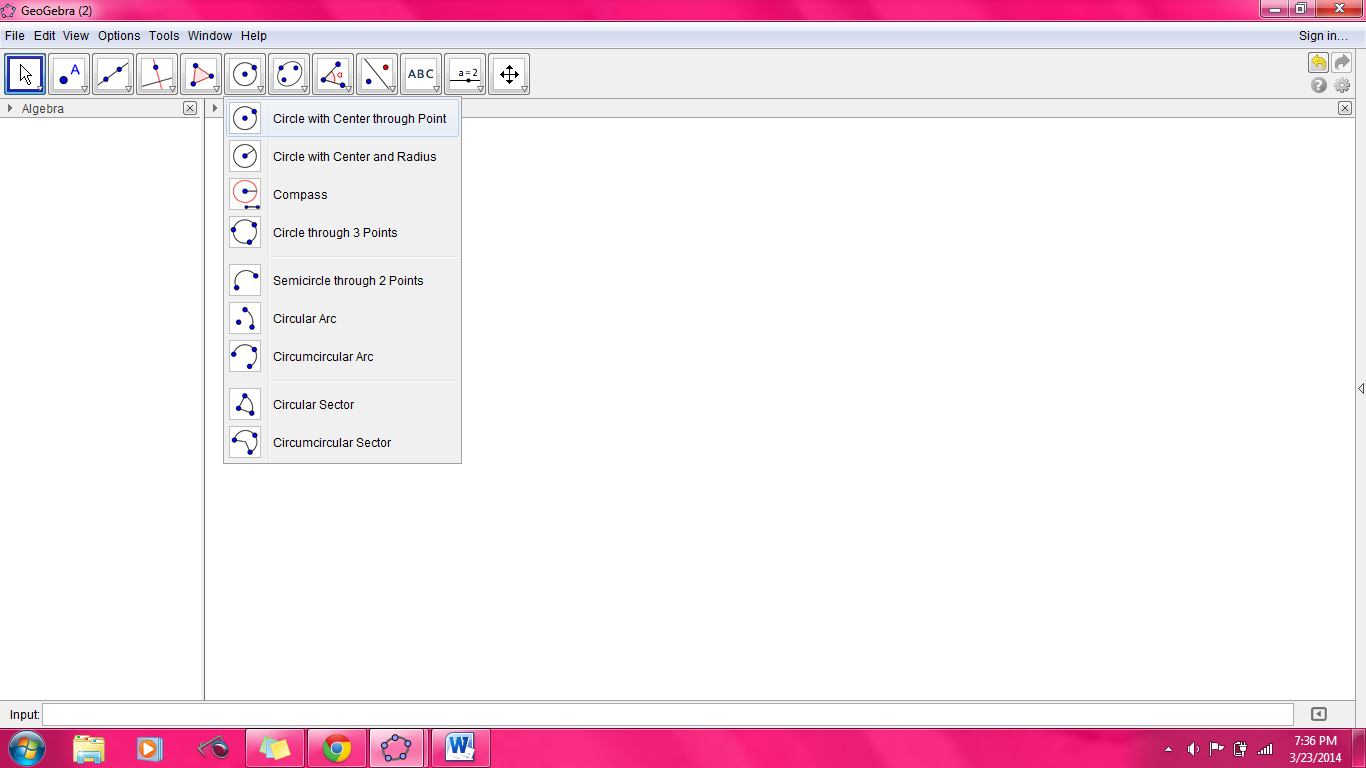 GeoGebra (2)
File Edit View Options Tools Window Help Sign in...
A α ABC a=2
Algebra
Circle with Center through Point
Circle with Center and Radius
Compass
Circle through 3 Points
Semicircle through 2 Points
Circular Arc
Circumcircular Arc
Circular Sector
Circumcircular Sector
Input:
W
7:36 PM
3/23/2014